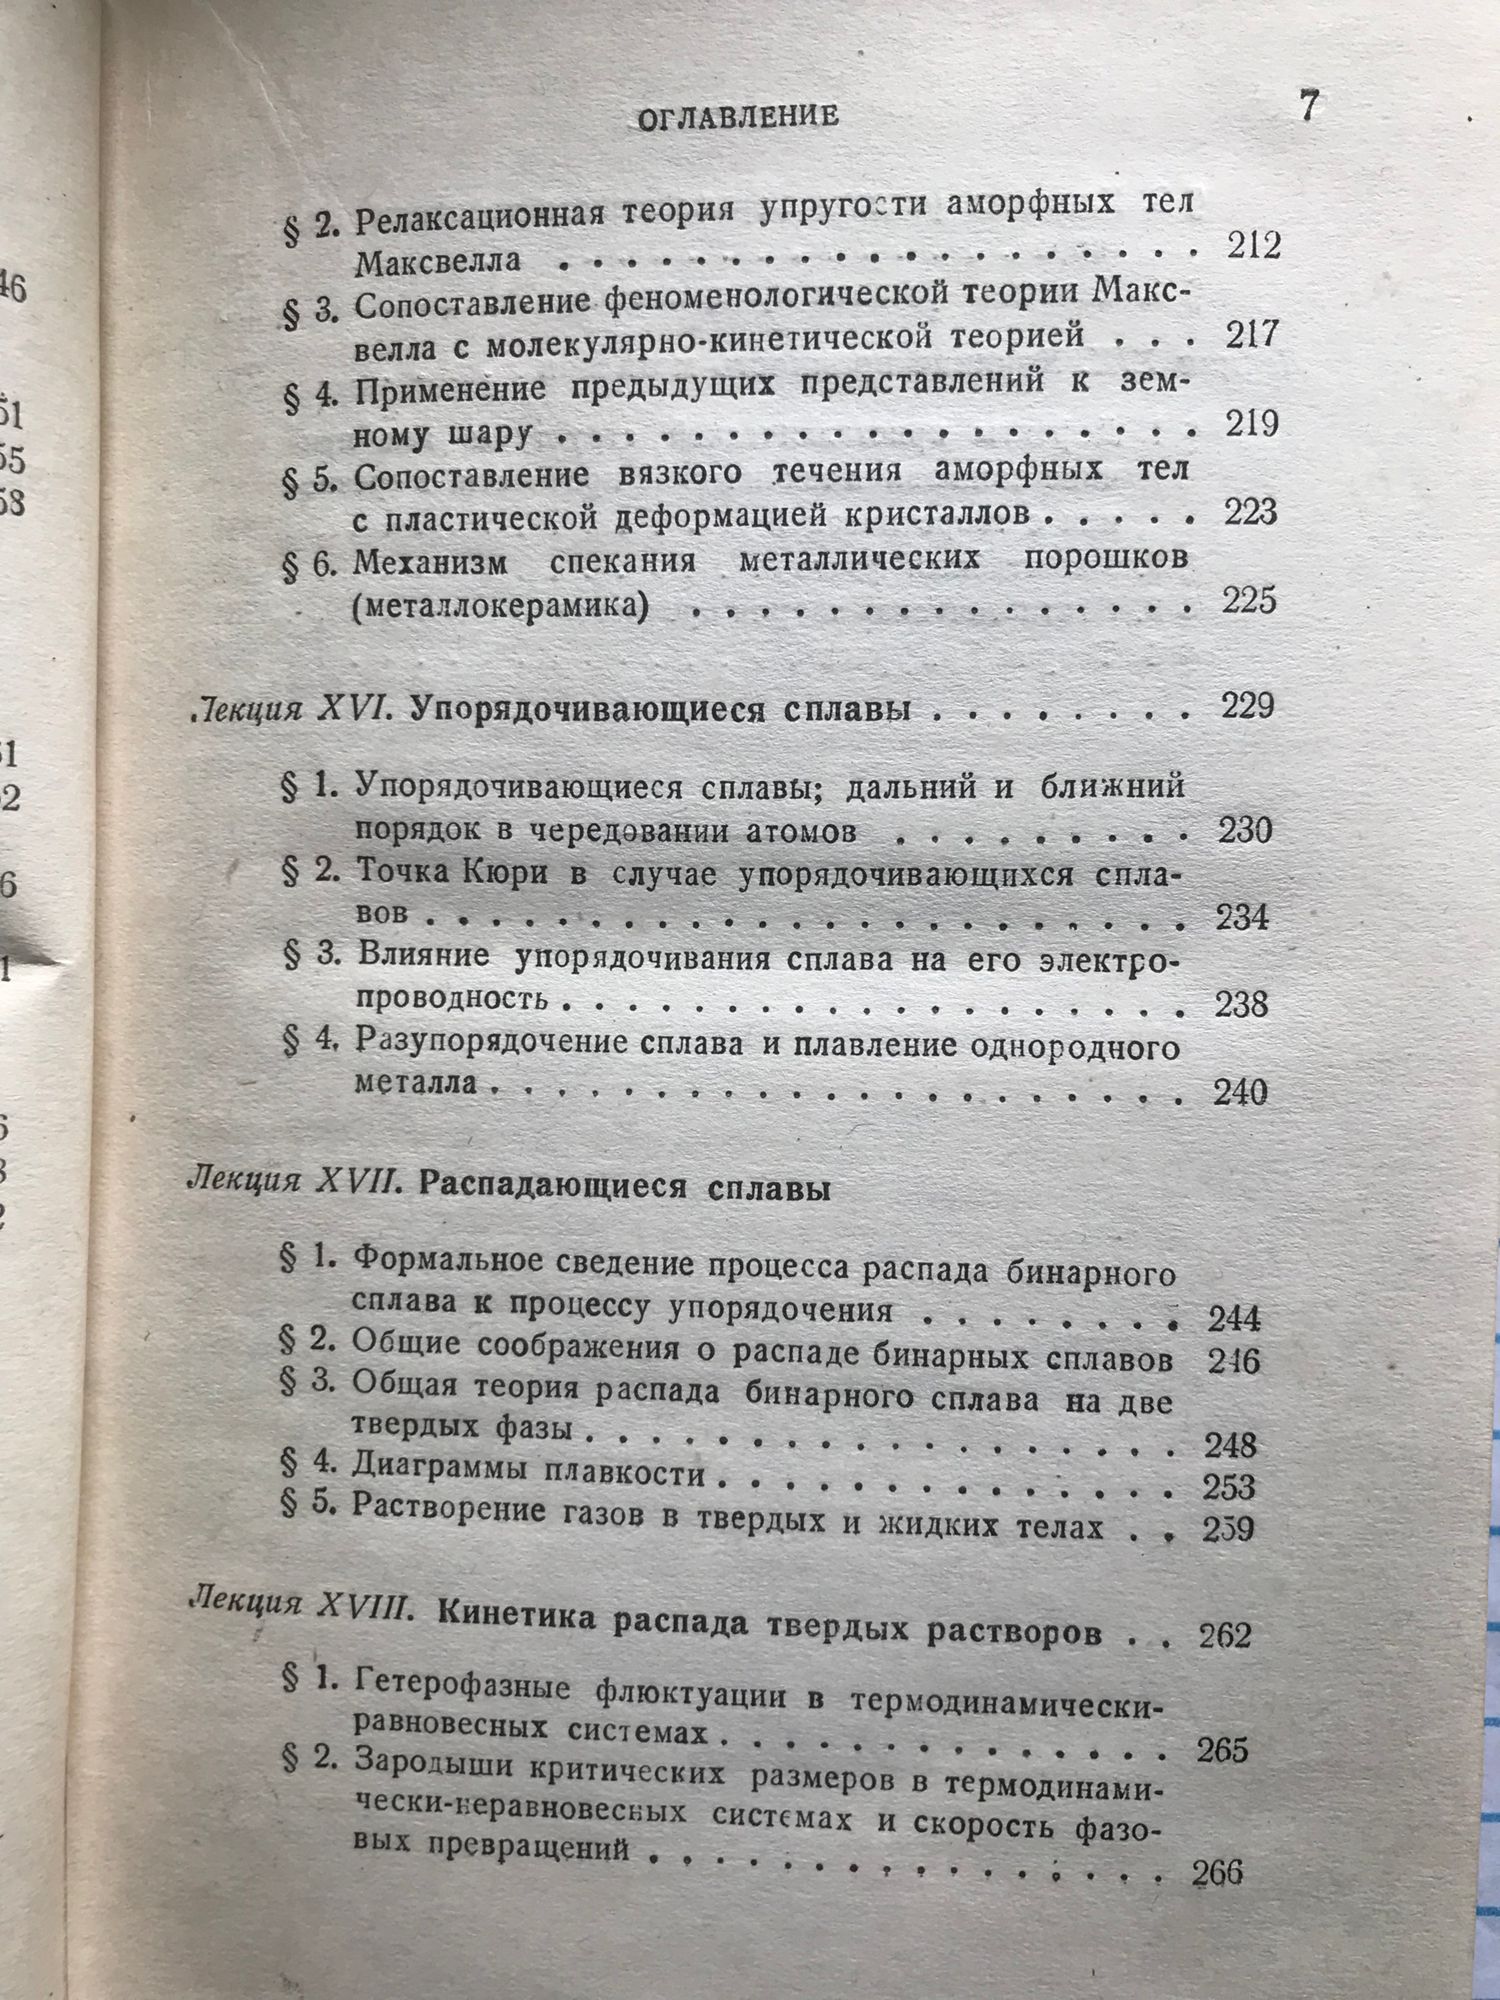 ОГЛАВЛЕНИЕ 7
§ 2. Релаксационная теория упругости аморфных тел
Максвелла . . . . . . . . . . . . . . . . . . . 212
§ 3. Сопоставление феноменологической теории Макс-
велла с молекулярно-кинетической теорией . . . 217
§ 4. Применение предыдущих представлений к зем-
ному шару . . . . . . . . . . . . . . . . . . . 219
§ 5. Сопоставление вязкого течения аморфных тел
с пластической деформацией кристаллов . . . . . 223
§ 6. Механизм спекания металлических порошков
(металлокерамика) . . . . . . . . . . . . . . . 225
Лекция XVI. Упорядочивающиеся сплавы . . . . . . . . 229
§ 1. Упорядочивающиеся сплавы; дальний и ближний
порядок в чередовании атомов . . . . . . . . . 230
§ 2. Точка Кюри в случае упорядочивающихся спла-
вов . . . . . . . . . . . . . . . . . . . . . . . 234
§ 3. Влияние упорядочивания сплава на его электро-
проводность . . . . . . . . . . . . . . . . . . . 238
§ 4. Разупорядочение сплава и плавление однородного
металла . . . . . . . . . . . . . . . . . . . . . 240
Лекция XVII. Распадающиеся сплавы
§ 1. Формальное сведение процесса распада бинарного
сплава к процессу упорядочения . . . . . . . . 244
§ 2. Общие соображения о распаде бинарных сплавов 246
§ 3. Общая теория распада бинарного сплава на две
твердых фазы . . . . . . . . . . . . . . . . . . 248
§ 4. Диаграммы плавкости . . . . . . . . . . . . . . 253
§ 5. Растворение газов в твердых и жидких телах . . 259
Лекция XVIII. Кинетика распада твердых растворов . . 262
§ 1. Гетерофазные флюктуации в термодинамически-
равновесных системах . . . . . . . . . . . . . . 265
§ 2. Зародыши критических размеров в термодинами-
чески-неравновесных системах и скорость фазо-
вых превращений . . . . . . . . . . . . . . . . 266